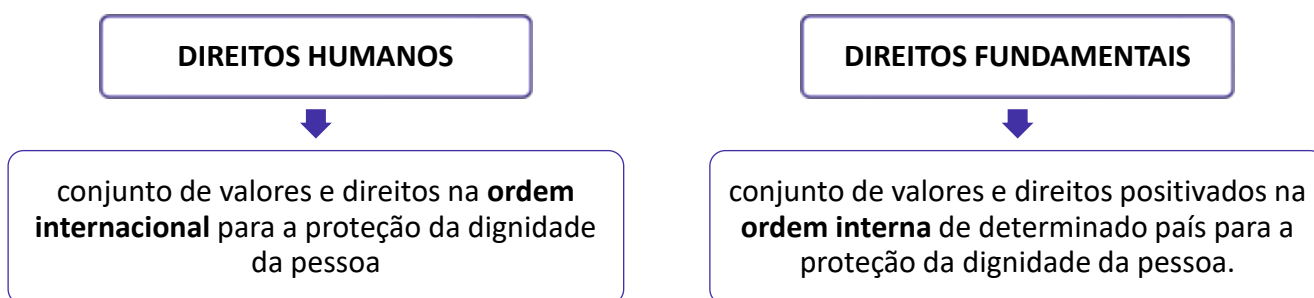 DIREITOS HUMANOS
conjunto de valores e direitos na ordem
internacional para a proteção da dignidade
da pessoa
DIREITOS FUNDAMENTAIS
conjunto de valores e direitos positivados na
ordem interna de determinado país para a
proteção da dignidade da pessoa.